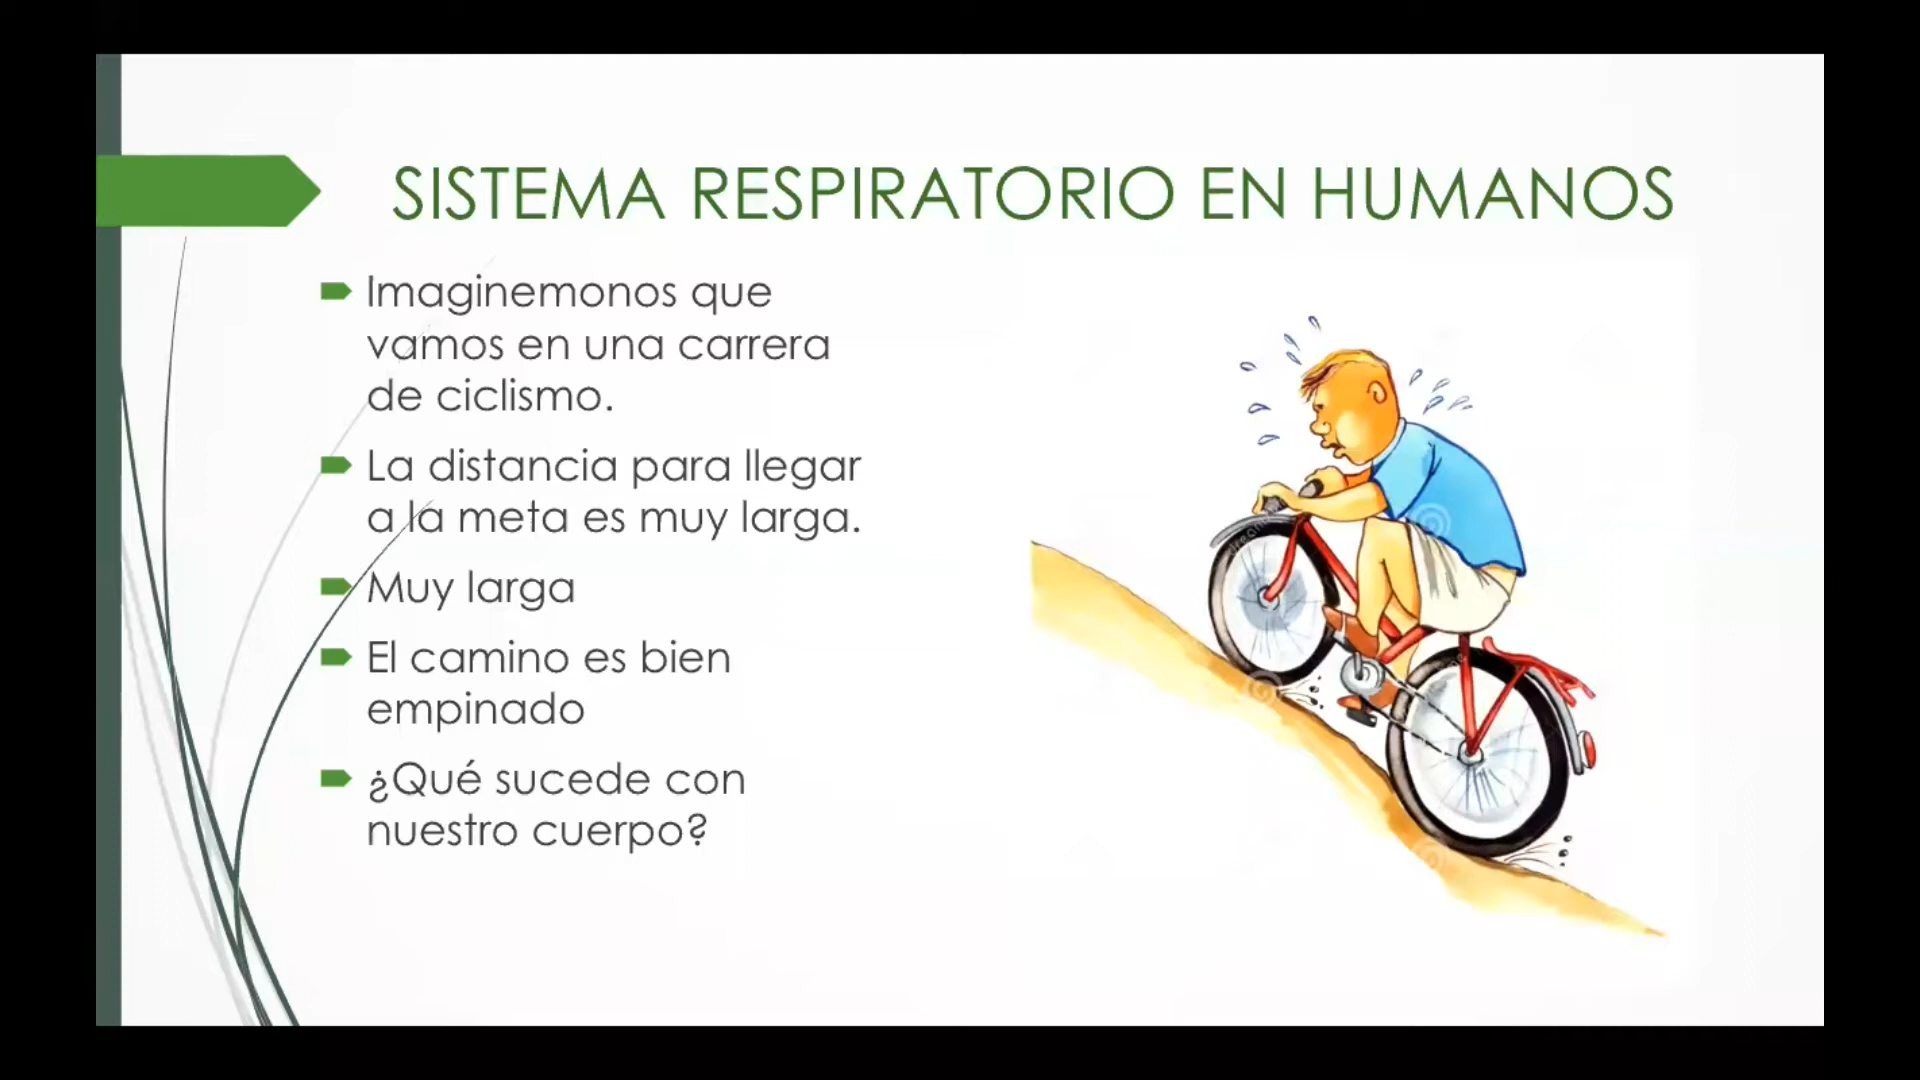 SISTEMA RESPIRATORIO EN HUMANOS
Imaginemonos que
vamos en una carrera
de ciclismo.
La distancia para llegar
a la meta es muy larga.
Muy larga
El camino es bien
empinado
¿Qué sucede con
nuestro cuerpo?